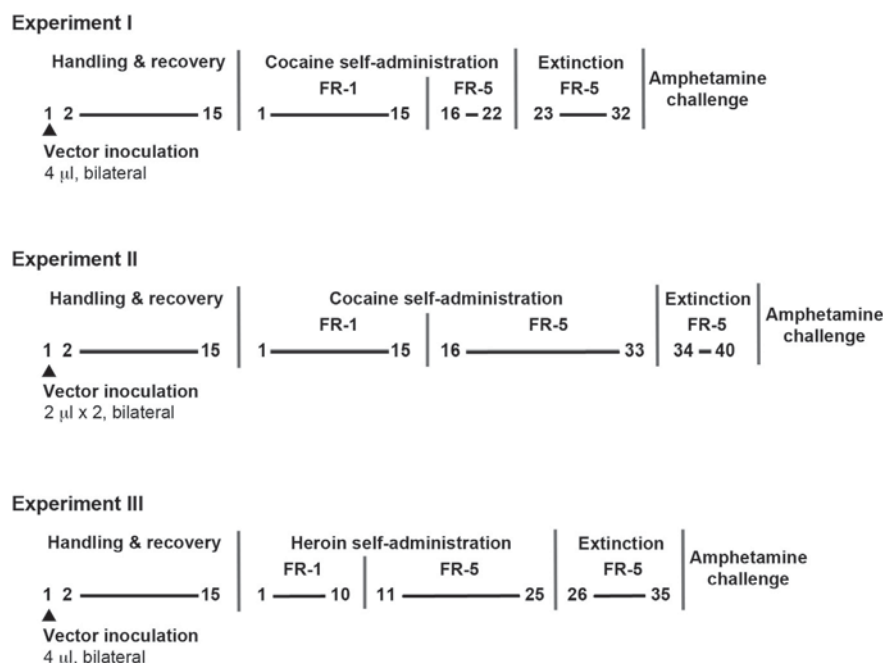 Experiment I
Handling & recovery
Cocaine self-administration
Extinction
Amphetamine
challenge
FR-1
FR-5
FR-5
1 2 15
1 15
16 22
23 32
Vector inoculation
4 µl, bilateral
Experiment II
Handling & recovery
Cocaine self-administration
Extinction
Amphetamine
challenge
FR-1
FR-5
FR-5
1 2 15
1 15
16 33
34 40
Vector inoculation
2 µl x 2, bilateral
Experiment III
Handling & recovery
Heroin self-administration
Extinction
Amphetamine
challenge
FR-1
FR-5
FR-5
1 2 15
1 10
11 25
26 35
Vector inoculation
4 µl, bilateral